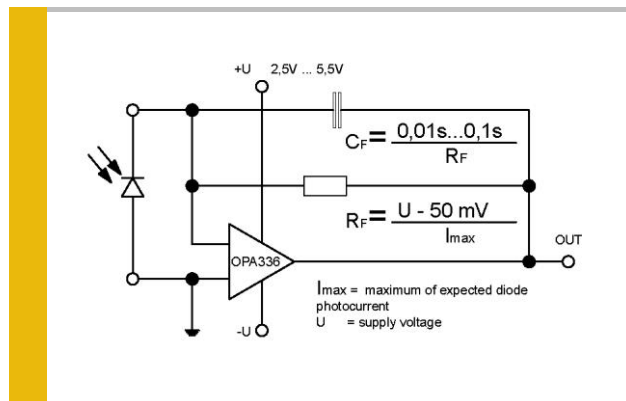 +U 2,5V ... 5,5V
CF= 0,01s...0,1s
RF
RF= U - 50 mV
Imax
OUT
OPA336
Imax = maximum of expected diode
photocurrent
U = supply voltage
-U